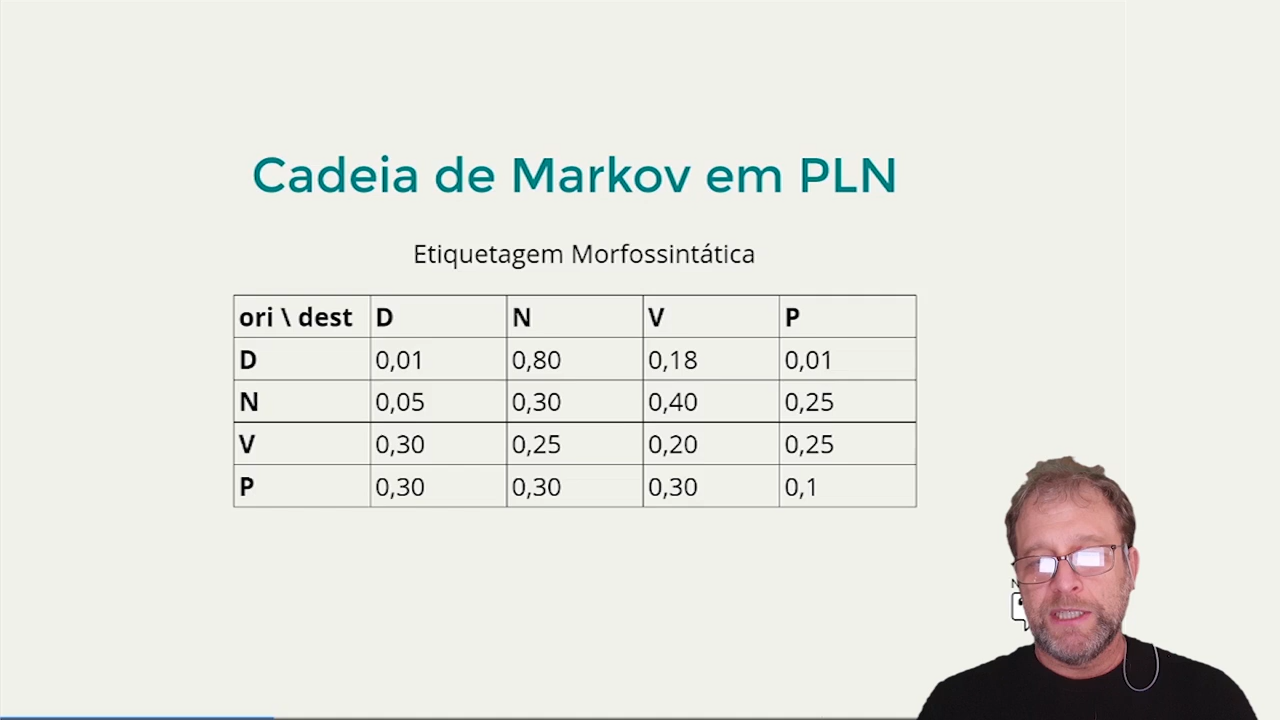 Cadeia de Markov em PLN
Etiquetagem Morfossintática
ori \ dest D N V P
D 0,01 0,80 0,18 0,01
N 0,05 0,30 0,40 0,25
V 0,30 0,25 0,20 0,25
P 0,30 0,30 0,30 0,1